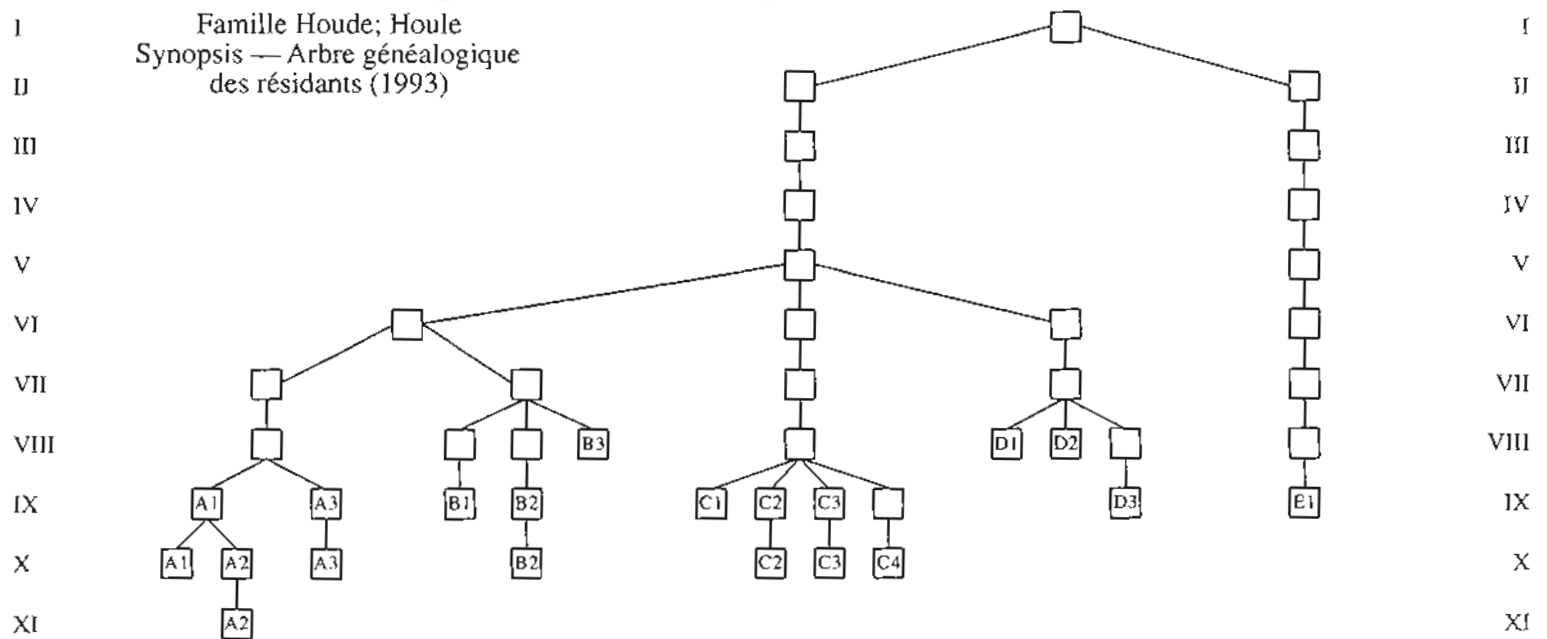 I Famille Houde; Houle I
Synopsis — Arbre généalogique
II des résidants (1993) II
III III
IV IV
V V
VI VI
VII VII
VIII B3 D1 D2 VIII
IX A1 A3 B1 B2 C1 C2 C3 D3 E1 IX
X A1 A2 A3 B2 C2 C3 C4 X
XI A2 XI